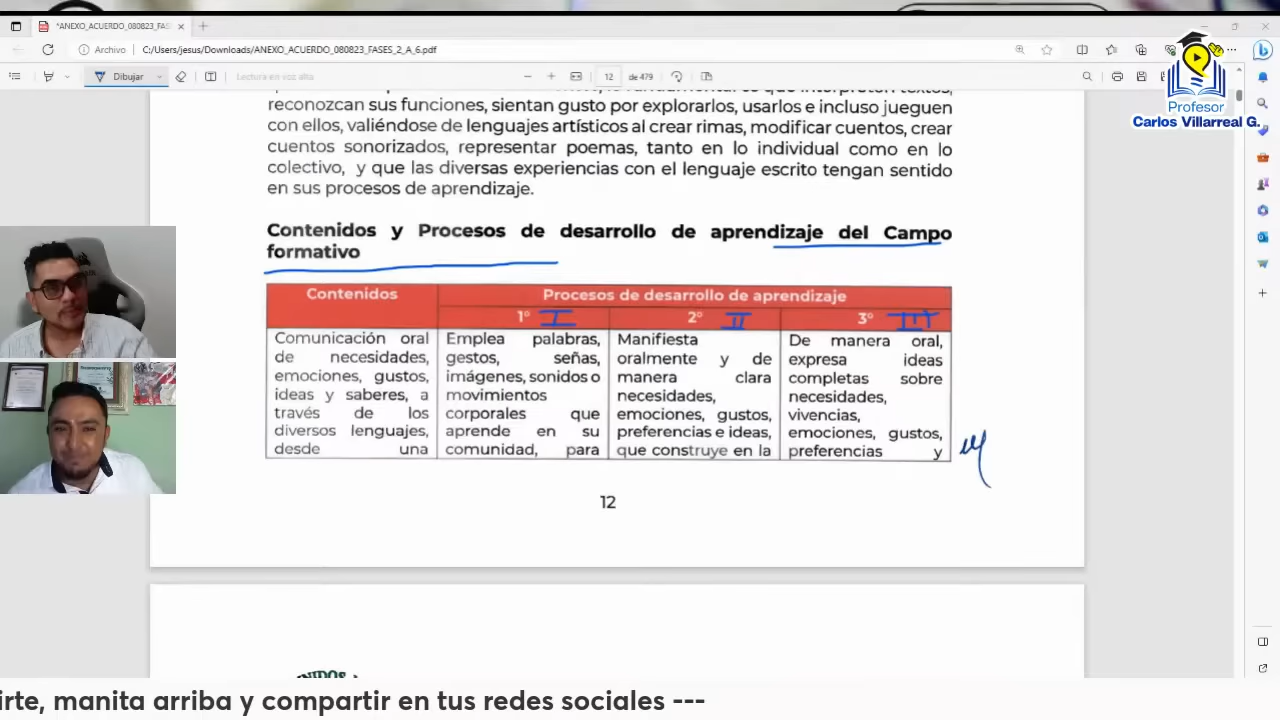 *ANEXO_ACUERDO_080823_FAS
Archivo
C:/Users/jesus/Downloads/ANEXO_ACUERDO_080823_FASES_2_A_6.pdf
Dibujar
Lectura en voz alta
12
de 479
Profesor
Carlos Villarreal G.
reconozcan sus funciones, sientan gusto por explorarlos, usarlos e incluso jueguen
con ellos, valiéndose de lenguajes artísticos al crear rimas, modificar cuentos, crear
cuentos sonorizados, representar poemas, tanto en lo individual como en lo
colectivo, y que las diversas experiencias con el lenguaje escrito tengan sentido
en sus procesos de aprendizaje.
Contenidos y Procesos de desarrollo de aprendizaje del Campo
formativo
Contenidos
Procesos de desarrollo de aprendizaje
1° I
2° II
3° III
Comunicación oral
de necesidades,
emociones, gustos,
ideas y saberes, a
través de los
diversos lenguajes,
desde una
Emplea palabras,
gestos, señas,
imágenes, sonidos o
movimientos
corporales que
aprende en su
comunidad, para
Manifiesta
oralmente y de
manera clara
necesidades,
emociones, gustos,
preferencias e ideas,
que construye en la
De manera oral,
expresa ideas
completas sobre
necesidades,
vivencias,
emociones, gustos,
preferencias y
12
irte, manita arriba y compartir en tus redes sociales ---